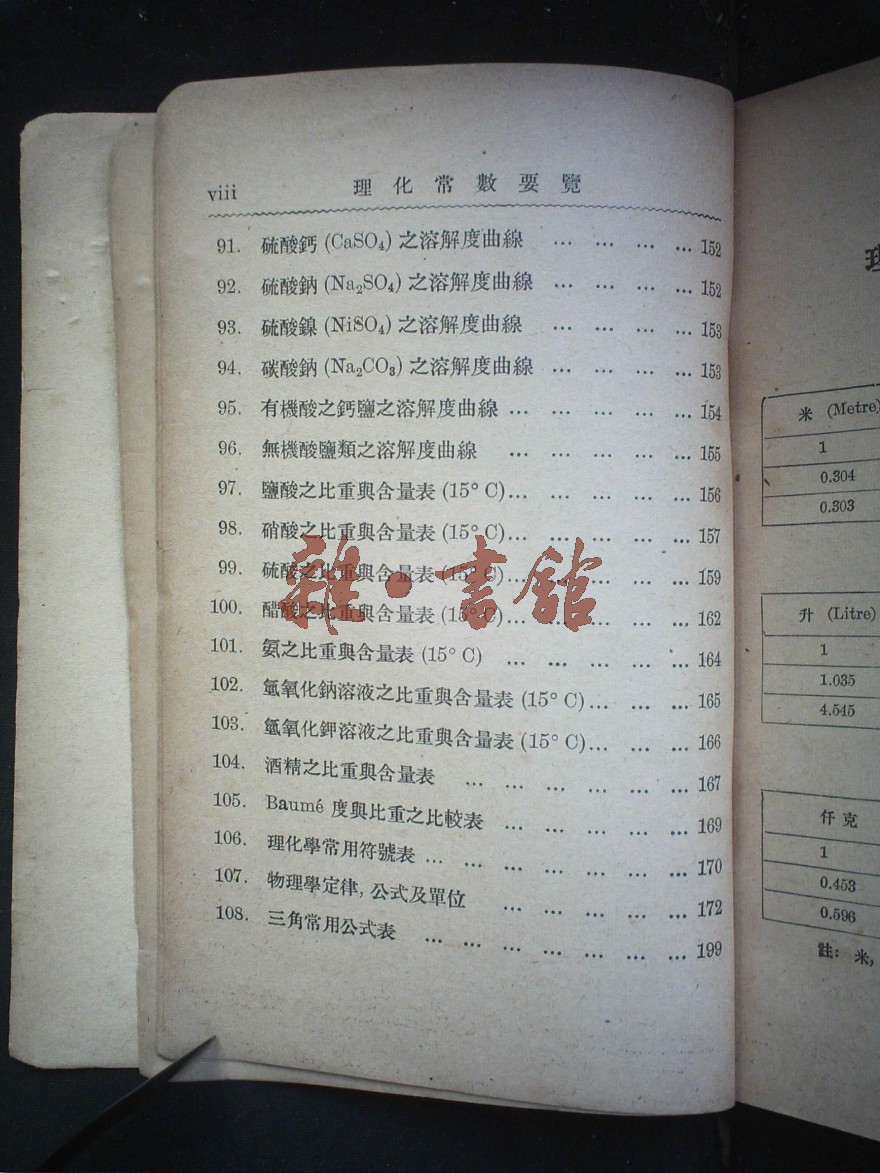 viii 理化常數要覽
91. 硫酸鈣 (CaSO₄) 之溶解度曲線 ... ... ... ... 152
92. 硫酸鈉 (Na₂SO₄) 之溶解度曲線 ... ... ... ... 152
93. 硫酸鎳 (NiSO₄) 之溶解度曲線 ... ... ... ... 153
94. 碳酸鈉 (Na₂CO₃) 之溶解度曲線 ... ... ... ... 153
95. 有機酸之鈣鹽之溶解度曲線 ... ... ... ... ... 154
96. 無機酸鹽類之溶解度曲線 ... ... ... ... ... 155
97. 鹽酸之比重與含量表 (15° C)... ... ... ... ... 156
98. 硝酸之比重與含量表 (15° C)... ... ... ... ... 157
99. 硫酸之比重與含量表 (15° C)... ... ... ... ... 159
100. 醋酸之比重與含量表 (15° C)... ... ... ... ... 162
101. 氨之比重與含量表 (15° C) ... ... ... ... ... 164
102. 氫氧化鈉溶液之比重與含量表 (15° C)... ... ... 165
103. 氫氧化鉀溶液之比重與含量表 (15° C)... ... ... 166
104. 酒精之比重與含量表 ... ... ... ... ... ... 167
105. Baumé 度與比重之比較表 ... ... ... ... ... 169
106. 理化學常用符號表 ... ... ... ... ... ... ... 170
107. 物理學定律, 公式及單位 ... ... ... ... ... 172
108. 三角常用公式表 ... ... ... ... ... ... ... 199
雜·書館
米 (Metre)
1
0.304
0.303
升 (Litre)
1
1.035
4.545
仟克
1
0.453
0.596
註: 米,